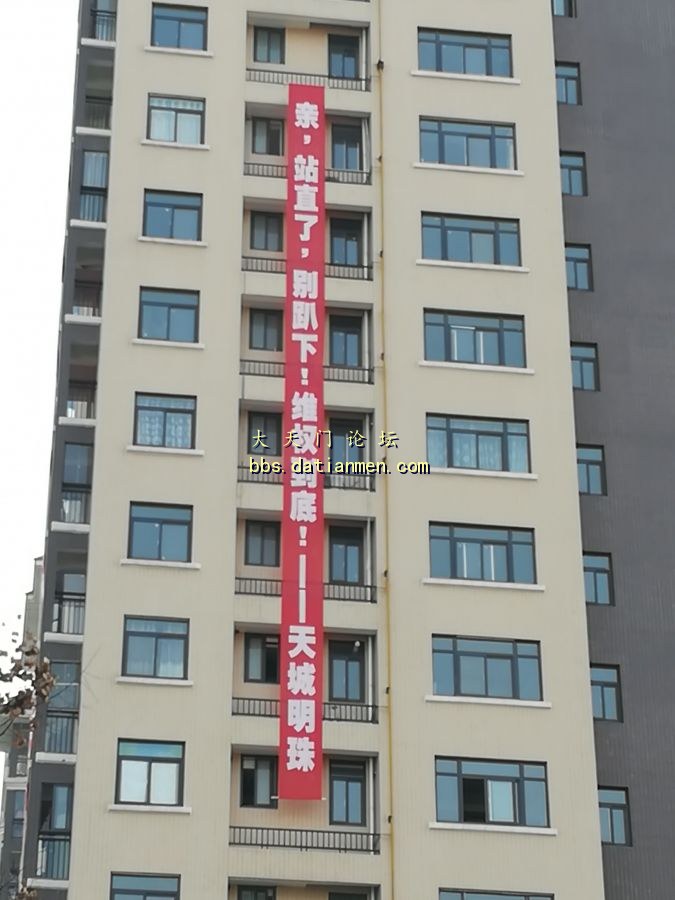 亲，站直了，别趴下！维权到底！——天城明珠
大天门论坛
bbs.datianmen.com